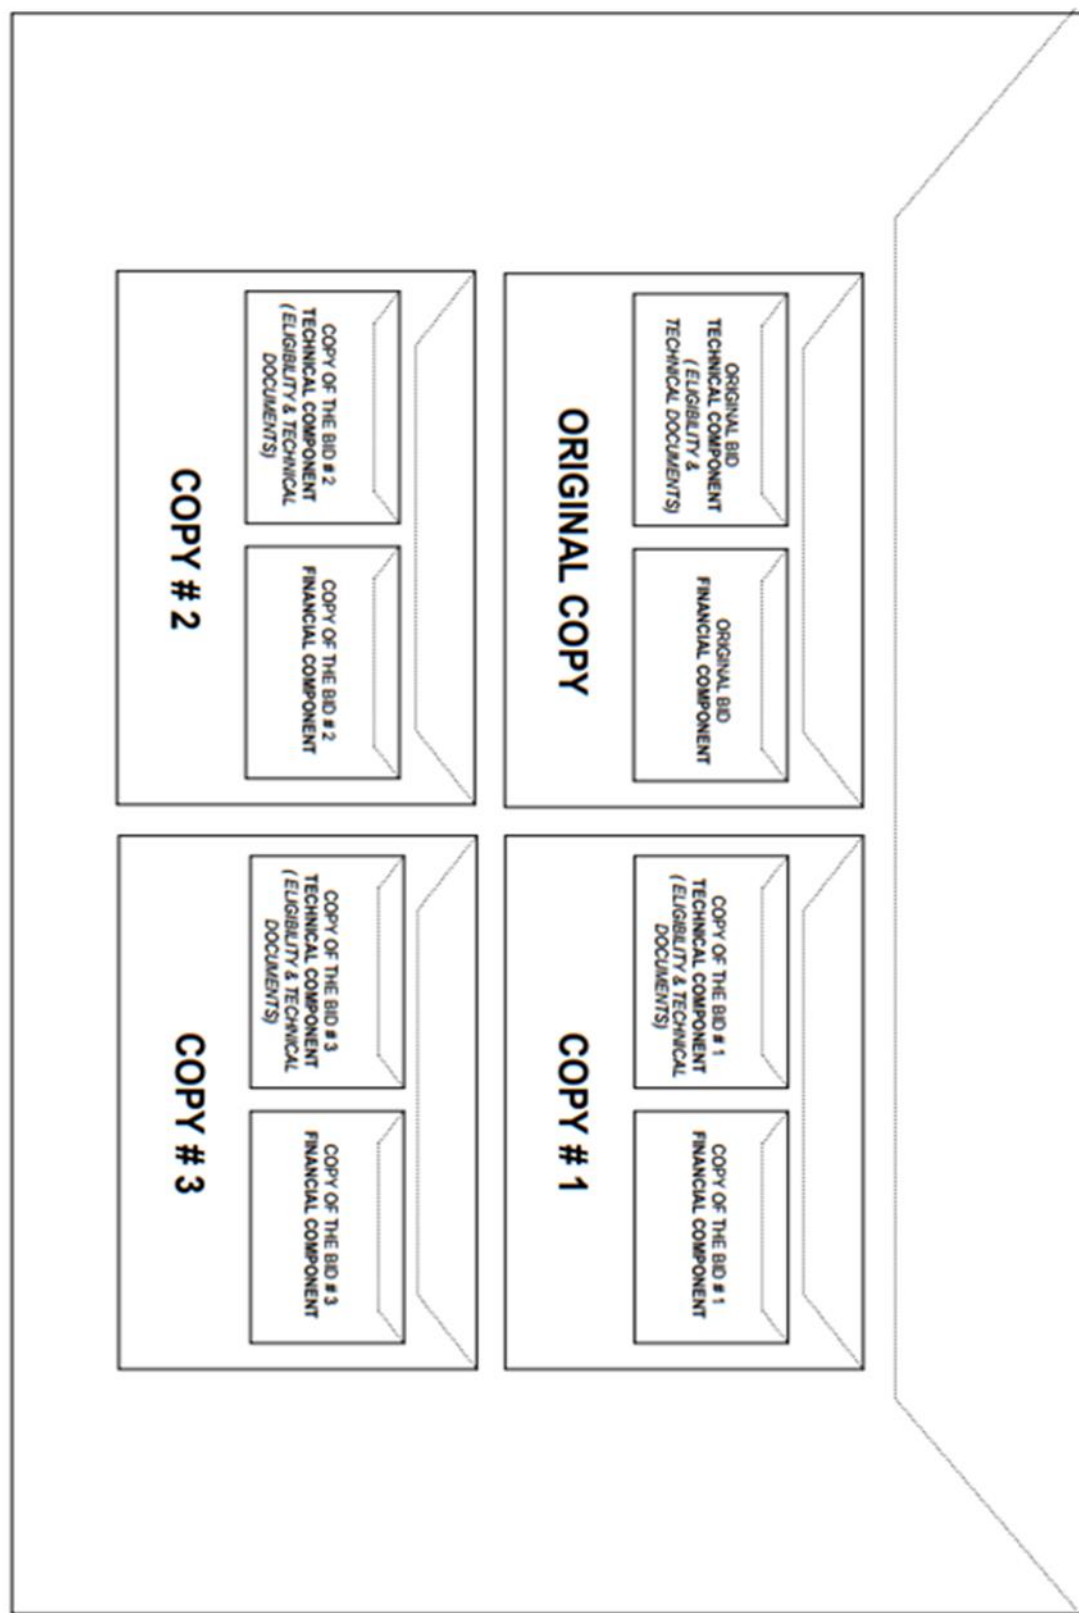 ORIGINAL BID
TECHNICAL COMPONENT
( ELIGIBILITY &
TECHNICAL DOCUMENTS)
ORIGINAL BID
FINANCIAL COMPONENT
ORIGINAL COPY
COPY OF THE BID # 1
TECHNICAL COMPONENT
( ELIGIBILITY & TECHNICAL
DOCUMENTS)
COPY OF THE BID # 1
FINANCIAL COMPONENT
COPY # 1
COPY OF THE BID # 2
TECHNICAL COMPONENT
( ELIGIBILITY & TECHNICAL
DOCUMENTS)
COPY OF THE BID # 2
FINANCIAL COMPONENT
COPY # 2
COPY OF THE BID # 3
TECHNICAL COMPONENT
( ELIGIBILITY & TECHNICAL
DOCUMENTS)
COPY OF THE BID # 3
FINANCIAL COMPONENT
COPY # 3